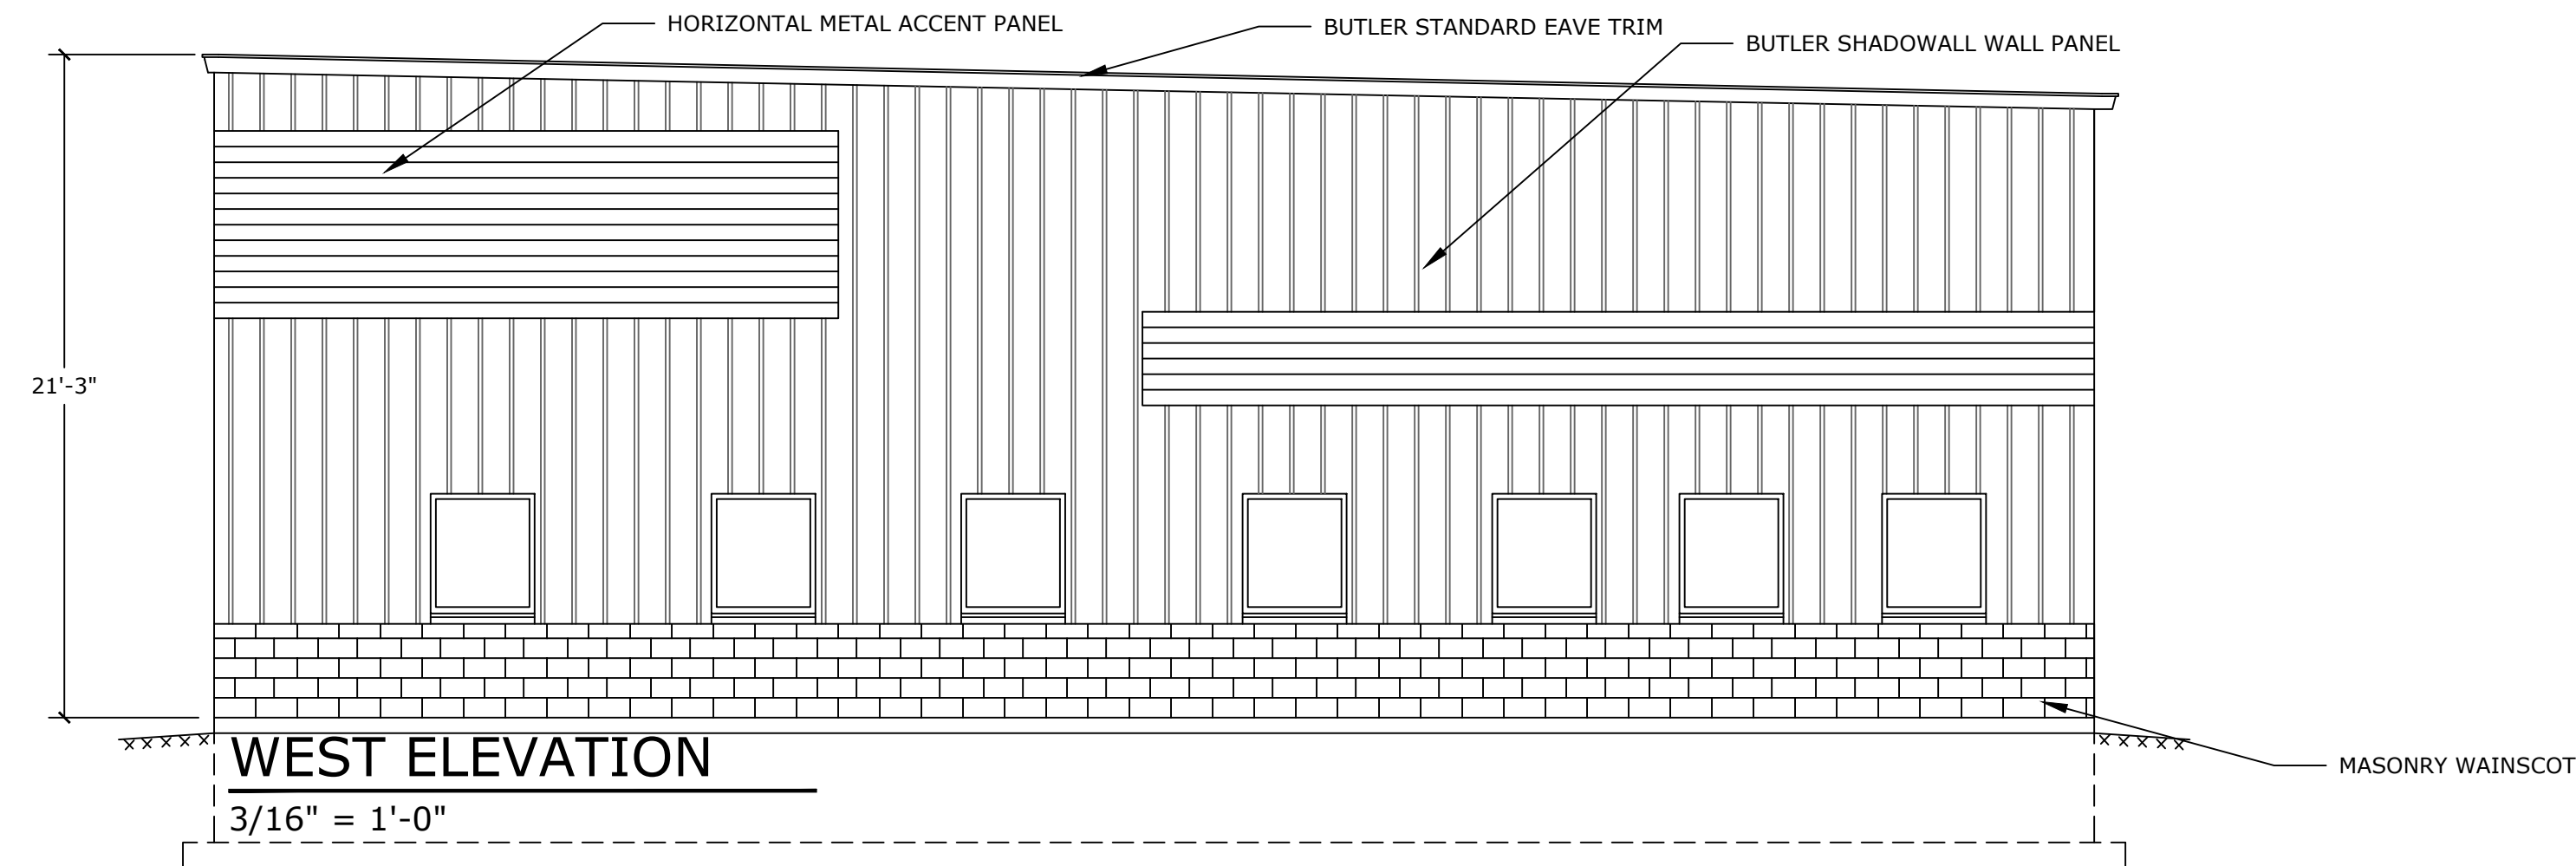 HORIZONTAL METAL ACCENT PANEL
BUTLER STANDARD EAVE TRIM
BUTLER SHADOWALL WALL PANEL
21'-3"
WEST ELEVATION
3/16" = 1'-0"
MASONRY WAINSCOT